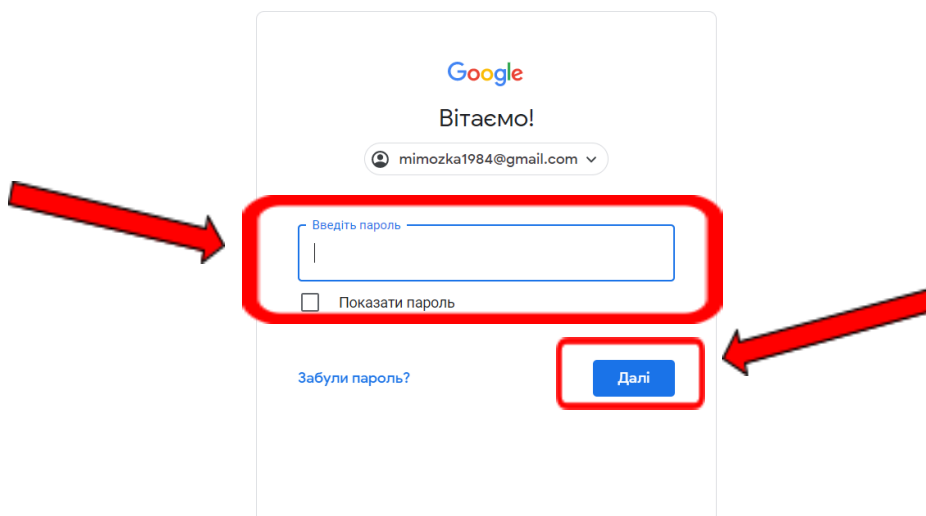 Google
Вітаємо!
mimozka1984@gmail.com
Введіть пароль
Показати пароль
Забули пароль?
Далі